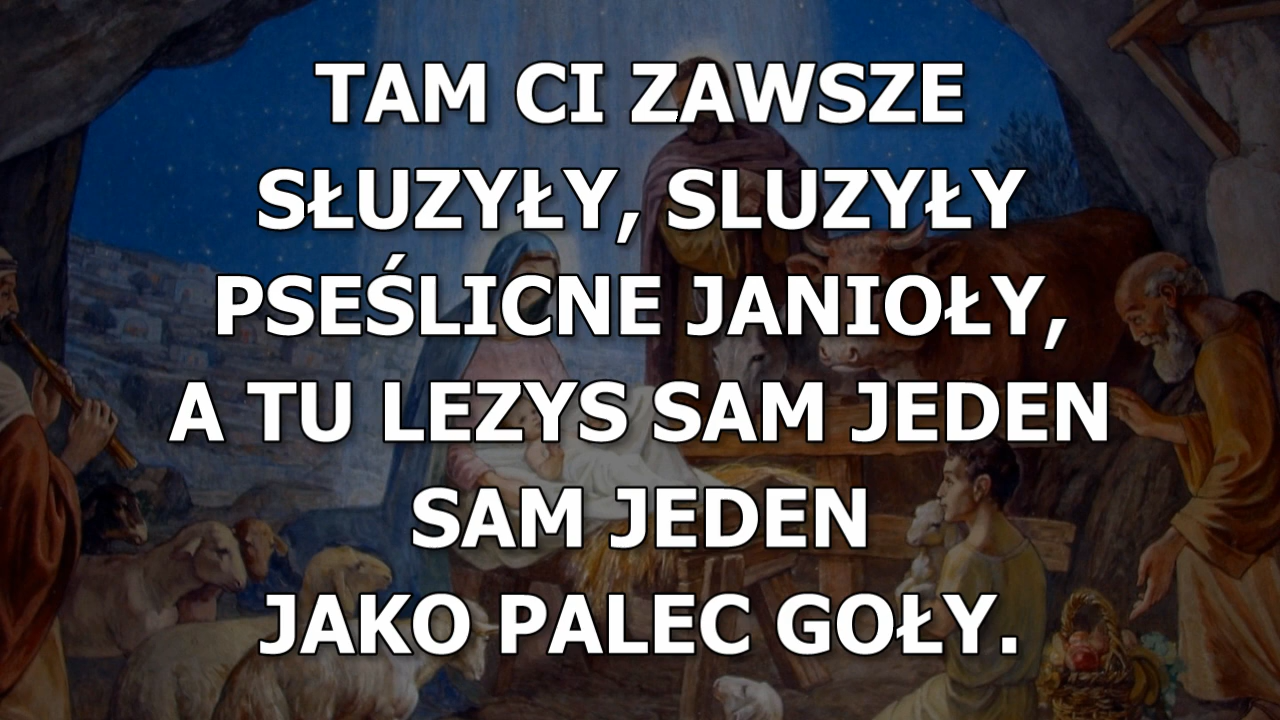 TAM CI ZAWSZE
SŁUZYŁY, SLUZYŁY
PSEŚLICNE JANIOŁY,
A TU LEZYS SAM JEDEN
SAM JEDEN
JAKO PALEC GOŁY.